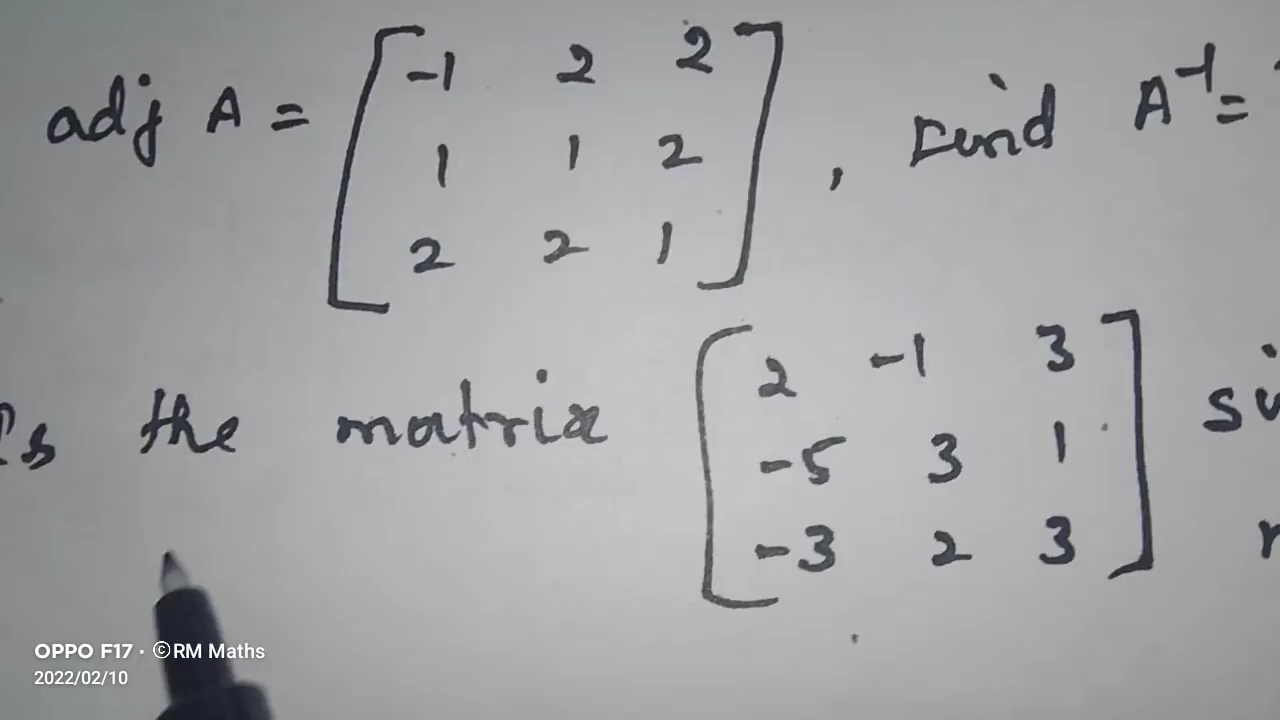 adj A = [ -1 2 2
1 1 2
2 2 1 ] , Find A⁻¹ =
Is the matrix [ 2 -1 3
-5 3 1
-3 2 3 ]
OPPO F17 · ©RM Maths
2022/02/10